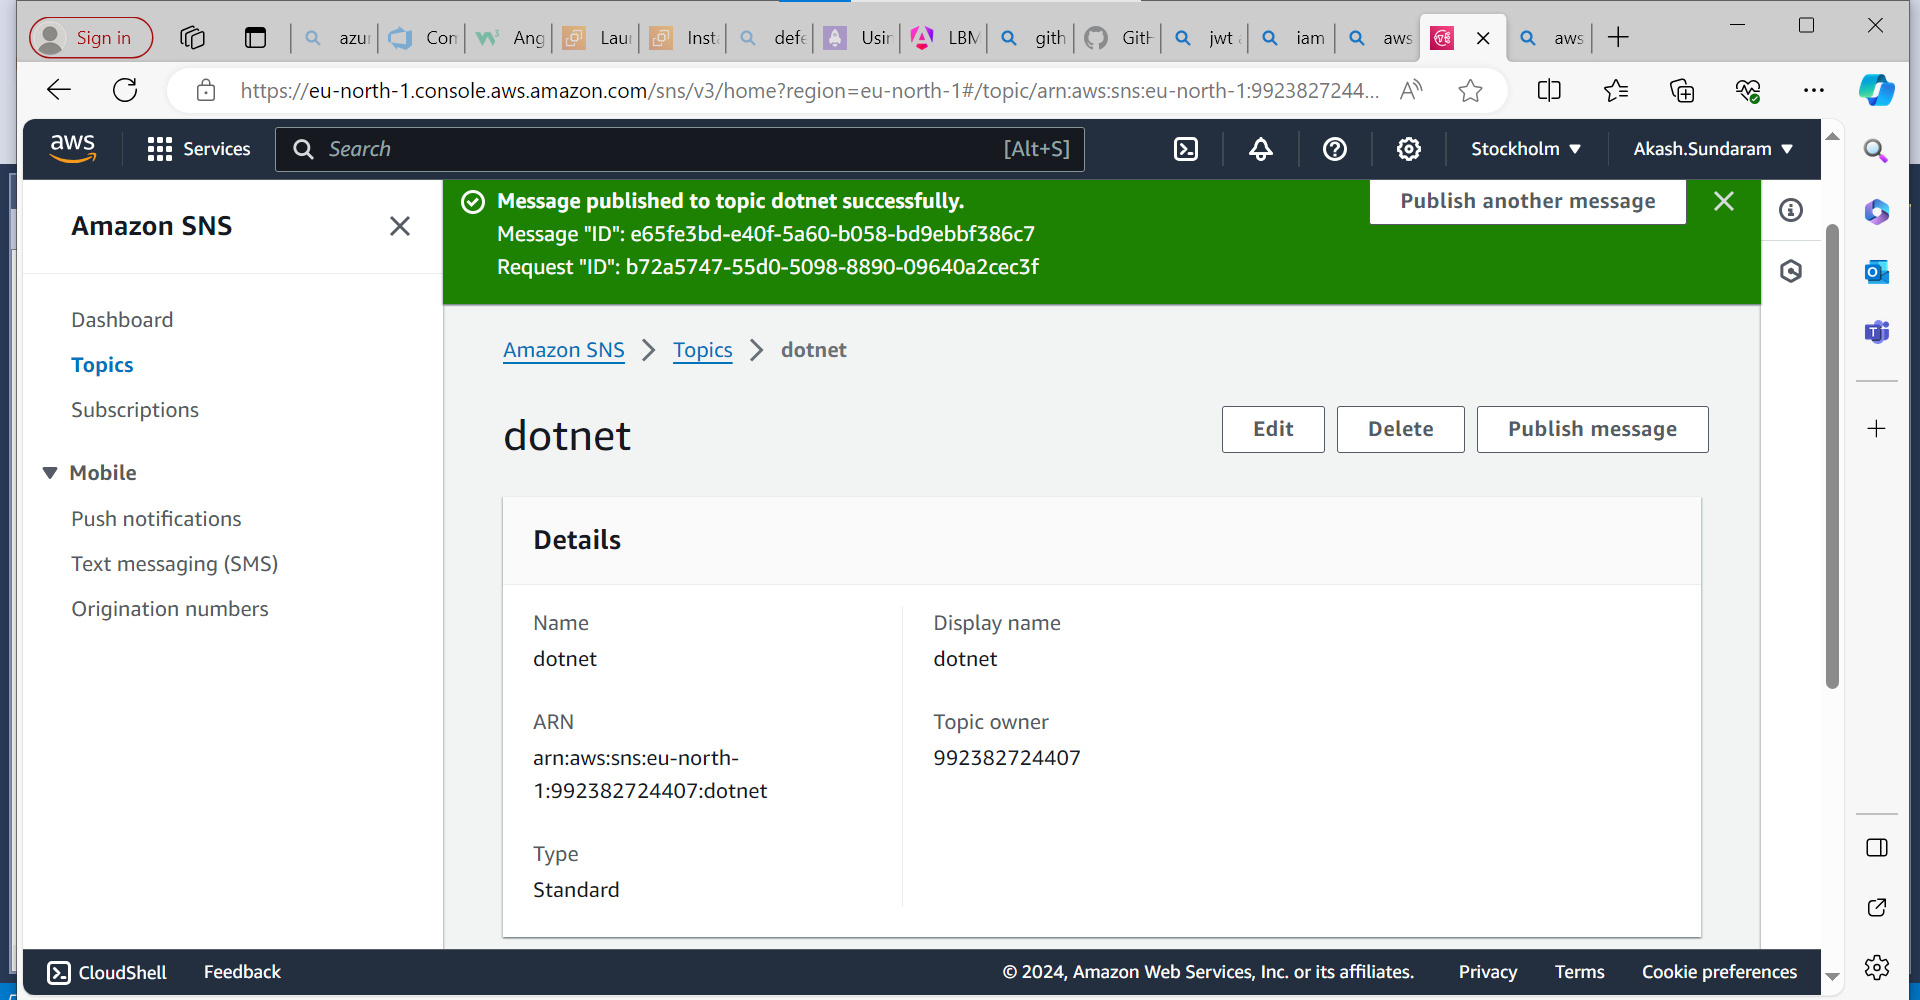 Sign in
azur
Con
Ang
Laun
Inst
defe
Usin
LBM
gith
GitH
jwt a
iam
aws
aws
https://eu-north-1.console.aws.amazon.com/sns/v3/home?region=eu-north-1#/topic/arn:aws:sns:eu-north-1:9923827244...
aws
Services
Search
[Alt+S]
Stockholm
Akash.Sundaram
Amazon SNS
Dashboard
Topics
Subscriptions
Mobile
Push notifications
Text messaging (SMS)
Origination numbers
Message published to topic dotnet successfully.
Message "ID": e65fe3bd-e40f-5a60-b058-bd9ebbf386c7
Request "ID": b72a5747-55d0-5098-8890-09640a2cec3f
Publish another message
Amazon SNS
Topics
dotnet
dotnet
Edit
Delete
Publish message
Details
Name
dotnet
Display name
dotnet
ARN
arn:aws:sns:eu-north-
1:992382724407:dotnet
Topic owner
992382724407
Type
Standard
CloudShell
Feedback
© 2024, Amazon Web Services, Inc. or its affiliates.
Privacy
Terms
Cookie preferences